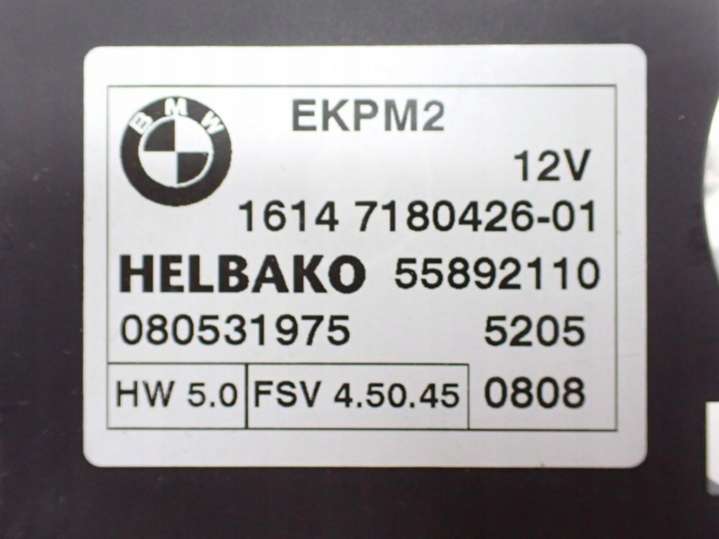 BMW
EKPM2
12V
1614 7180426-01
HELBAKO 55892110
080531975 5205
HW 5.0 FSV 4.50.45 0808